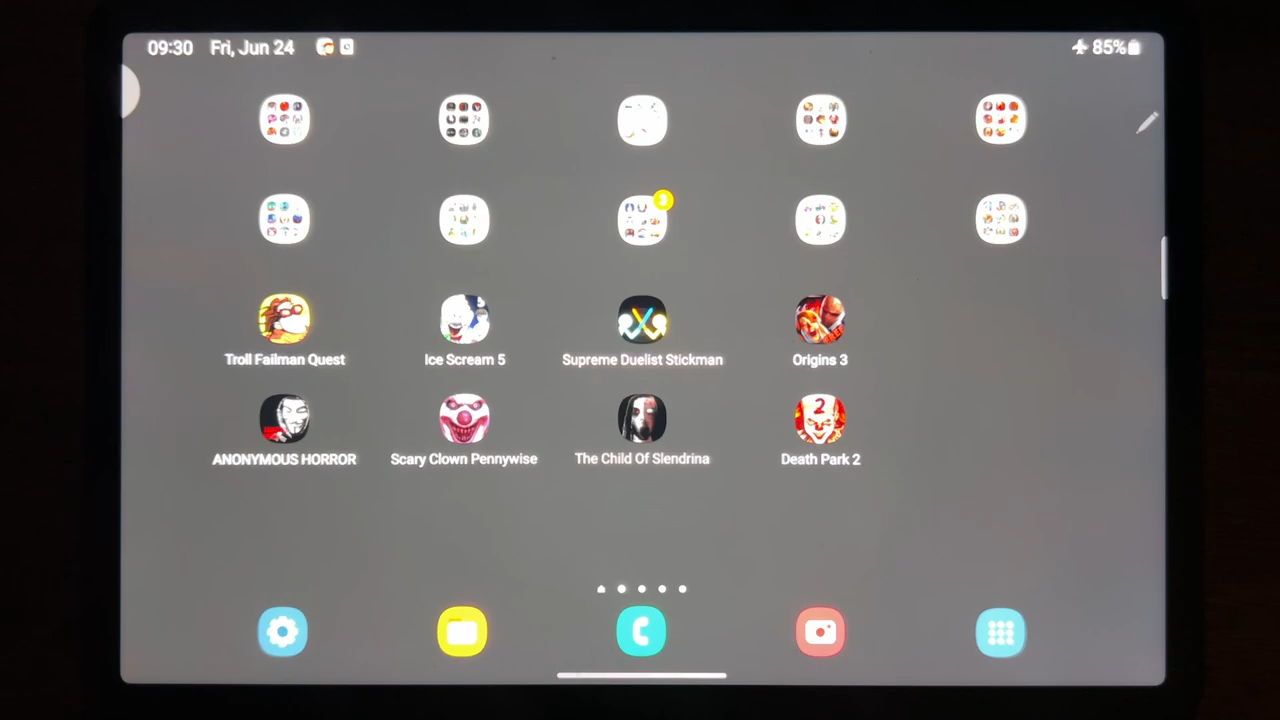 09:30 Fri, Jun 24
85%
Troll Failman Quest
Ice Scream 5
Supreme Duelist Stickman
Origins 3
ANONYMOUS HORROR
Scary Clown Pennywise
The Child Of Slendrina
2
Death Park 2